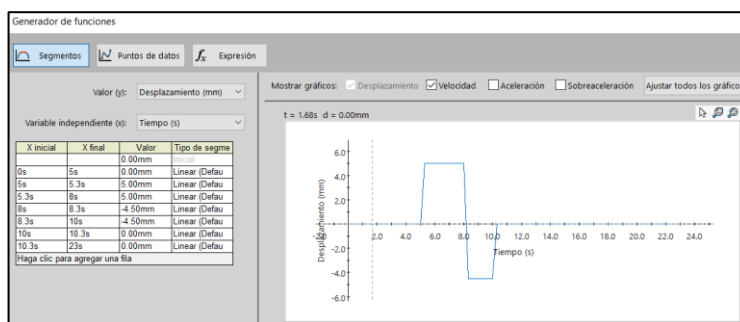 Generador de funciones
Segmentos Puntos de datos fx Expresión
Valor (y): Desplazamiento (mm)
Variable independiente (x): Tiempo (s)
X inicial X final Valor Tipo de segme
0.00mm Inicial
0s 5s 0.00mm Linear (Defau
5s 5.3s 5.00mm Linear (Defau
5.3s 8s 5.00mm Linear (Defau
8s 8.3s -4.50mm Linear (Defau
8.3s 10s -4.50mm Linear (Defau
10s 10.3s 0.00mm Linear (Defau
10.3s 23s 0.00mm Linear (Defau
Haga clic para agregar una fila
Mostrar gráficos: Desplazamiento Velocidad Aceleración Sobreaceleración Ajustar todos los gráfico
t = 1.68s d = 0.00mm
Desplazamiento (mm)
6.0
4.0
2.0
-2.0
-4.0
-6.0
-2.0 2.0 4.0 6.0 8.0 10.0 12.0 14.0 16.0 18.0 20.0 22.0 24.0
Tiempo (s)